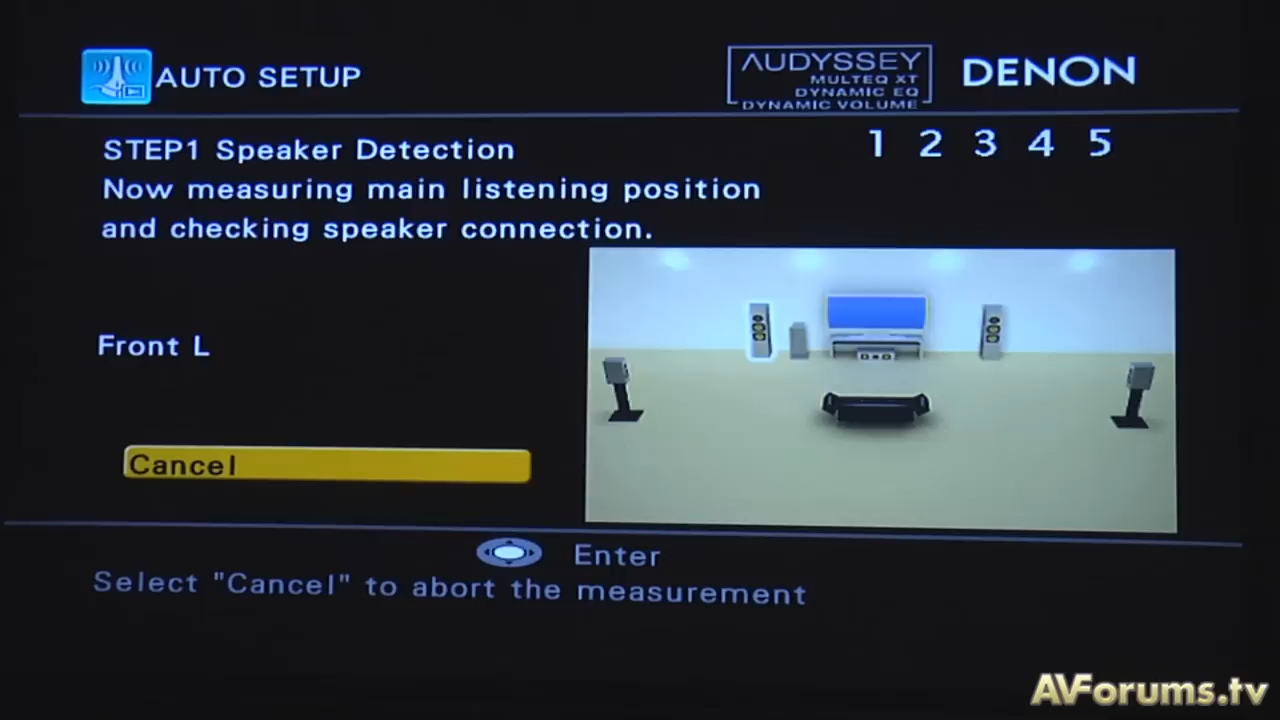 AUTO SETUP
AUDYSSEY
MULTEQ XT
DYNAMIC EQ
DYNAMIC VOLUME
DENON
STEP1 Speaker Detection
1 2 3 4 5
Now measuring main listening position
and checking speaker connection.
Front L
Cancel
Enter
Select "Cancel" to abort the measurement
AVForums.tv